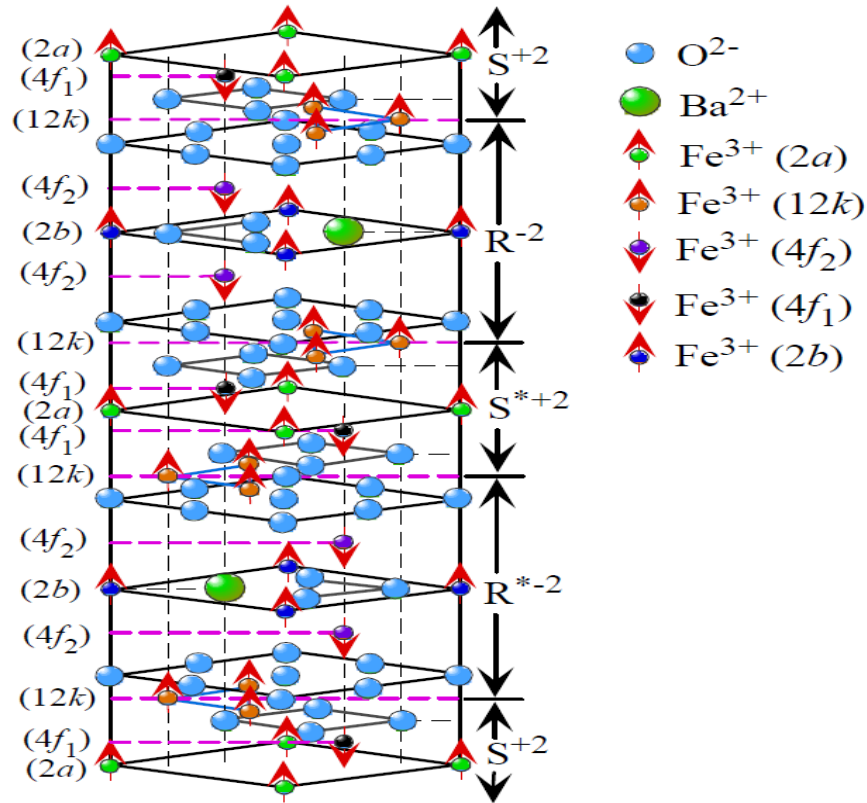 (2a)
(4f₁)
(12k)
(4f₂)
(2b)
(4f₂)
(12k)
(4f₁)
(2a)
(4f₁)
(12k)
(4f₂)
(2b)
(4f₂)
(12k)
(4f₁)
(2a)
S⁺²
R⁻²
S*⁺²
R*⁻²
S⁺²
O²⁻
Ba²⁺
Fe³⁺ (2a)
Fe³⁺ (12k)
Fe³⁺ (4f₂)
Fe³⁺ (4f₁)
Fe³⁺ (2b)